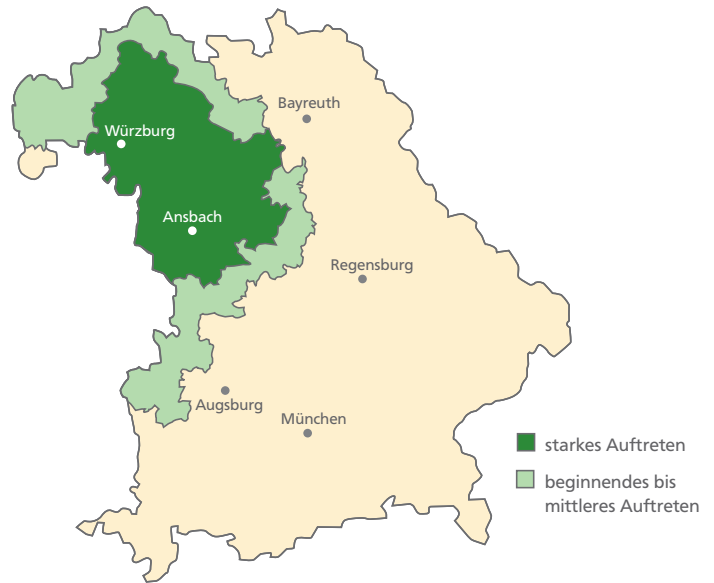 Bayreuth
Würzburg
Ansbach
Regensburg
Augsburg
München
starkes Auftreten
beginnendes bis
mittleres Auftreten